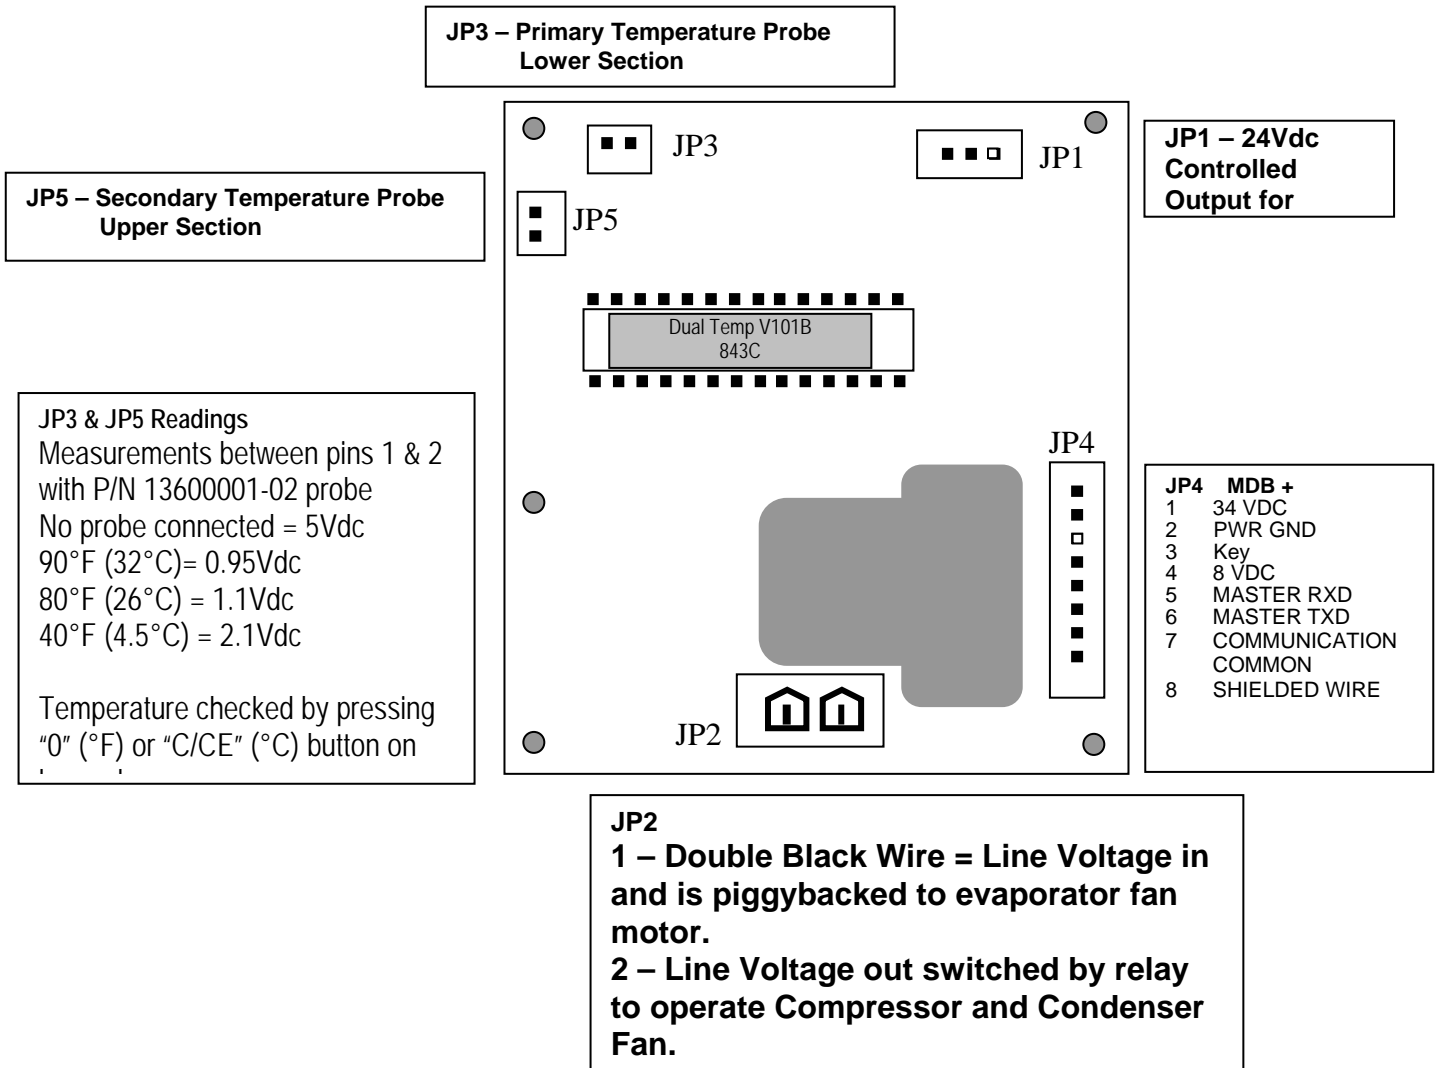 JP3 – Primary Temperature Probe
Lower Section
JP3
JP1
JP1 – 24Vdc
Controlled
Output for
JP5 – Secondary Temperature Probe
Upper Section
JP5
Dual Temp V101B
843C
JP3 & JP5 Readings
Measurements between pins 1 & 2
with P/N 13600001-02 probe
No probe connected = 5Vdc
90°F (32°C)= 0.95Vdc
80°F (26°C) = 1.1Vdc
40°F (4.5°C) = 2.1Vdc
Temperature checked by pressing
“0” (°F) or “C/CE” (°C) button on
JP4
JP4 MDB +
1 34 VDC
2 PWR GND
3 Key
4 8 VDC
5 MASTER RXD
6 MASTER TXD
7 COMMUNICATION
COMMON
8 SHIELDED WIRE
JP2
JP2
1 – Double Black Wire = Line Voltage in
and is piggybacked to evaporator fan
motor.
2 – Line Voltage out switched by relay
to operate Compressor and Condenser
Fan.